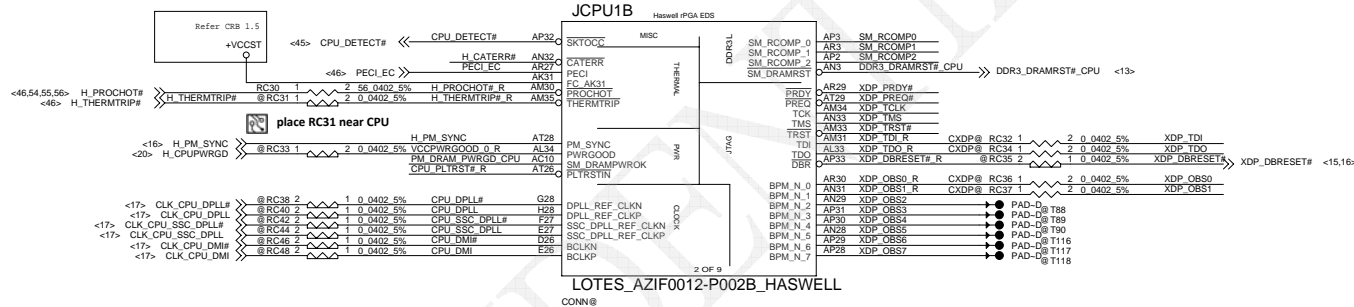 JCPU1B
Haswell rPGA EDS
Refer CRB 1.5
+VCCST
<45> CPU_DETECT# CPU_DETECT# AP32 SKTOCC
H_CATERR# AN32 CATERR
<46> PECI_EC PECI_EC AR27 PECI
AK31 FC_AK31
<46,54,55,56> H_PROCHOT# RC30 1 2 56_0402_5% H_PROCHOT#_R AM30 PROCHOT
<46> H_THERMTRIP# H_THERMTRIP# @RC31 1 2 0_0402_5% H_THERMTRIP#_R AM35 THERMTRIP
place RC31 near CPU
<16> H_PM_SYNC H_PM_SYNC AT28 PM_SYNC
<20> H_CPUPWRGD @RC33 1 2 0_0402_5% VCCPWRGOOD_0_R AL34 PWRGOOD
PM_DRAM_PWRGD_CPU AC10 SM_DRAMPWROK
CPU_PLTRST#_R AT26 PLTRSTIN
<17> CLK_CPU_DPLL# @RC38 2 1 0_0402_5% CPU_DPLL# G28 DPLL_REF_CLKN
<17> CLK_CPU_DPLL @RC40 2 1 0_0402_5% CPU_DPLL H28 DPLL_REF_CLKP
<17> CLK_CPU_SSC_DPLL# @RC42 2 1 0_0402_5% CPU_SSC_DPLL# F27 SSC_DPLL_REF_CLKN
<17> CLK_CPU_SSC_DPLL @RC44 2 1 0_0402_5% CPU_SSC_DPLL E27 SSC_DPLL_REF_CLKP
<17> CLK_CPU_DMI# @RC46 2 1 0_0402_5% CPU_DMI# D26 BCLKN
<17> CLK_CPU_DMI @RC48 2 1 0_0402_5% CPU_DMI E26 BCLKP
MISC
THERMAL
PWR
CLOCK
DDR3L
JTAG
SM_RCOMP_0 AP3 SM_RCOMP0
SM_RCOMP_1 AR3 SM_RCOMP1
SM_RCOMP_2 AP2 SM_RCOMP2
SM_DRAMRST AN3 DDR3_DRAMRST#_CPU DDR3_DRAMRST#_CPU <13>
PRDY AR29 XDP_PRDY#
PREQ AT29 XDP_PREQ#
TCK AM34 XDP_TCLK
TMS AN33 XDP_TMS
TRST AM33 XDP_TRST#
TDI AM31 XDP_TDI_R CXDP@ RC32 1 2 0_0402_5% XDP_TDI
TDO AL33 XDP_TDO_R CXDP@ RC34 1 2 0_0402_5% XDP_TDO
DBR AP33 XDP_DBRESET#_R @RC35 2 1 0_0402_5% XDP_DBRESET# XDP_DBRESET# <15,16>
BPM_N_0 AR30 XDP_OBS0_R CXDP@ RC36 1 2 0_0402_5% XDP_OBS0
BPM_N_1 AN31 XDP_OBS1_R CXDP@ RC37 1 2 0_0402_5% XDP_OBS1
BPM_N_2 AN29 XDP_OBS2 PAD~D @T88
BPM_N_3 AP31 XDP_OBS3 PAD~D @T89
BPM_N_4 AP30 XDP_OBS4 PAD~D @T90
BPM_N_5 AN28 XDP_OBS5 PAD~D @T116
BPM_N_6 AP29 XDP_OBS6 PAD~D @T117
BPM_N_7 AP28 XDP_OBS7 PAD~D @T118
2 OF 9
LOTES_AZIF0012-P002B_HASWELL
CONN@